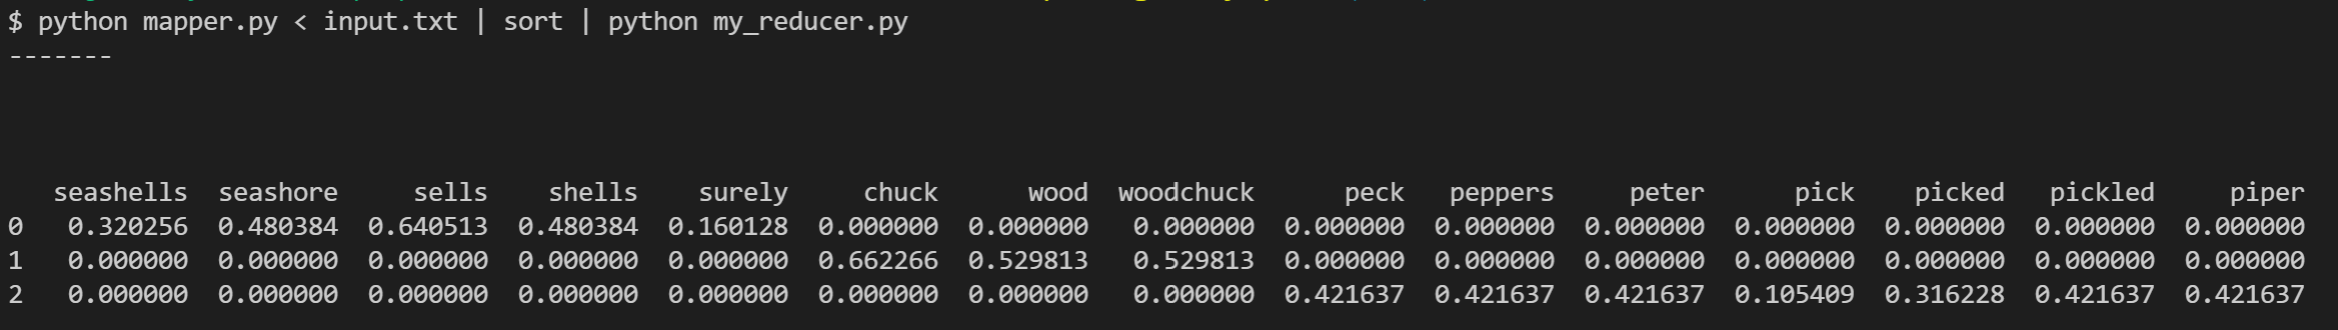 $ python mapper.py < input.txt | sort | python my_reducer.py
-------
seashells seashore sells shells surely chuck wood woodchuck peck peppers peter pick picked pickled piper
0 0.320256 0.480384 0.640513 0.480384 0.160128 0.000000 0.000000 0.000000 0.000000 0.000000 0.000000 0.000000 0.000000 0.000000 0.000000
1 0.000000 0.000000 0.000000 0.000000 0.000000 0.662266 0.529813 0.529813 0.000000 0.000000 0.000000 0.000000 0.000000 0.000000 0.000000
2 0.000000 0.000000 0.000000 0.000000 0.000000 0.000000 0.000000 0.000000 0.421637 0.421637 0.421637 0.105409 0.316228 0.421637 0.421637